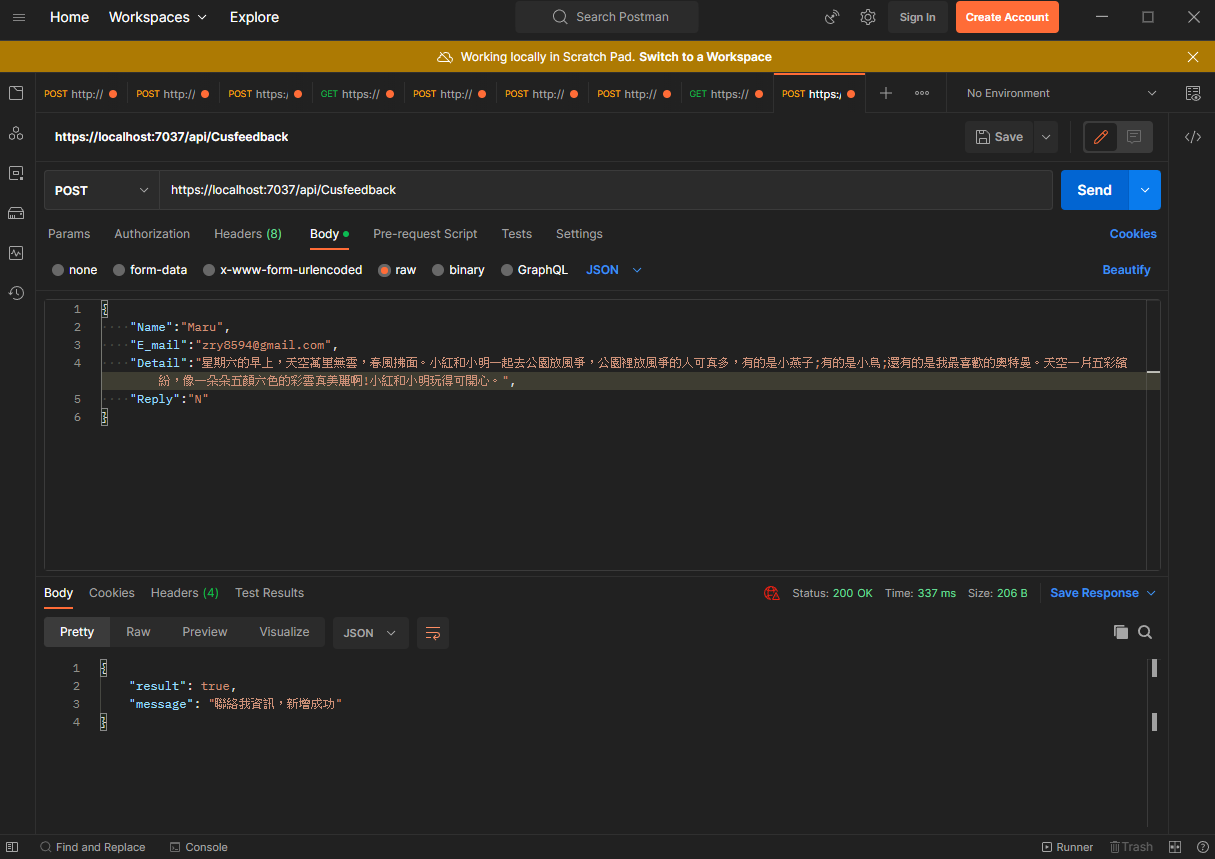 Home Workspaces Explore Search Postman Sign In Create Account
Working locally in Scratch Pad. Switch to a Workspace
POST http:// POST http:// POST https:/ GET https:// POST http:// POST http:// POST http:// GET https:// POST https:/ No Environment
https://localhost:7037/api/Cusfeedback Save
POST https://localhost:7037/api/Cusfeedback Send
Params Authorization Headers (8) Body Pre-request Script Tests Settings Cookies
none form-data x-www-form-urlencoded raw binary GraphQL JSON Beautify
1 {
2 "Name":"Maru",
3 "E_mail":"zry8594@gmail.com",
4 "Detail":"星期六的早上，天空萬里無雲，春風拂面。小紅和小明一起去公園放風箏，公園裡放風箏的人可真多，有的是小燕子;有的是小鳥;還有的是我最喜歡的奧特曼。天空一片五彩繽
紛，像一朵朵五顏六色的彩雲真美麗啊!小紅和小明玩得可開心。",
5 "Reply":"N"
6 }
Body Cookies Headers (4) Test Results Status: 200 OK Time: 337 ms Size: 206 B Save Response
Pretty Raw Preview Visualize JSON
1 {
2 "result": true,
3 "message": "聯絡我資訊，新增成功"
4 }
Find and Replace Console Runner Trash